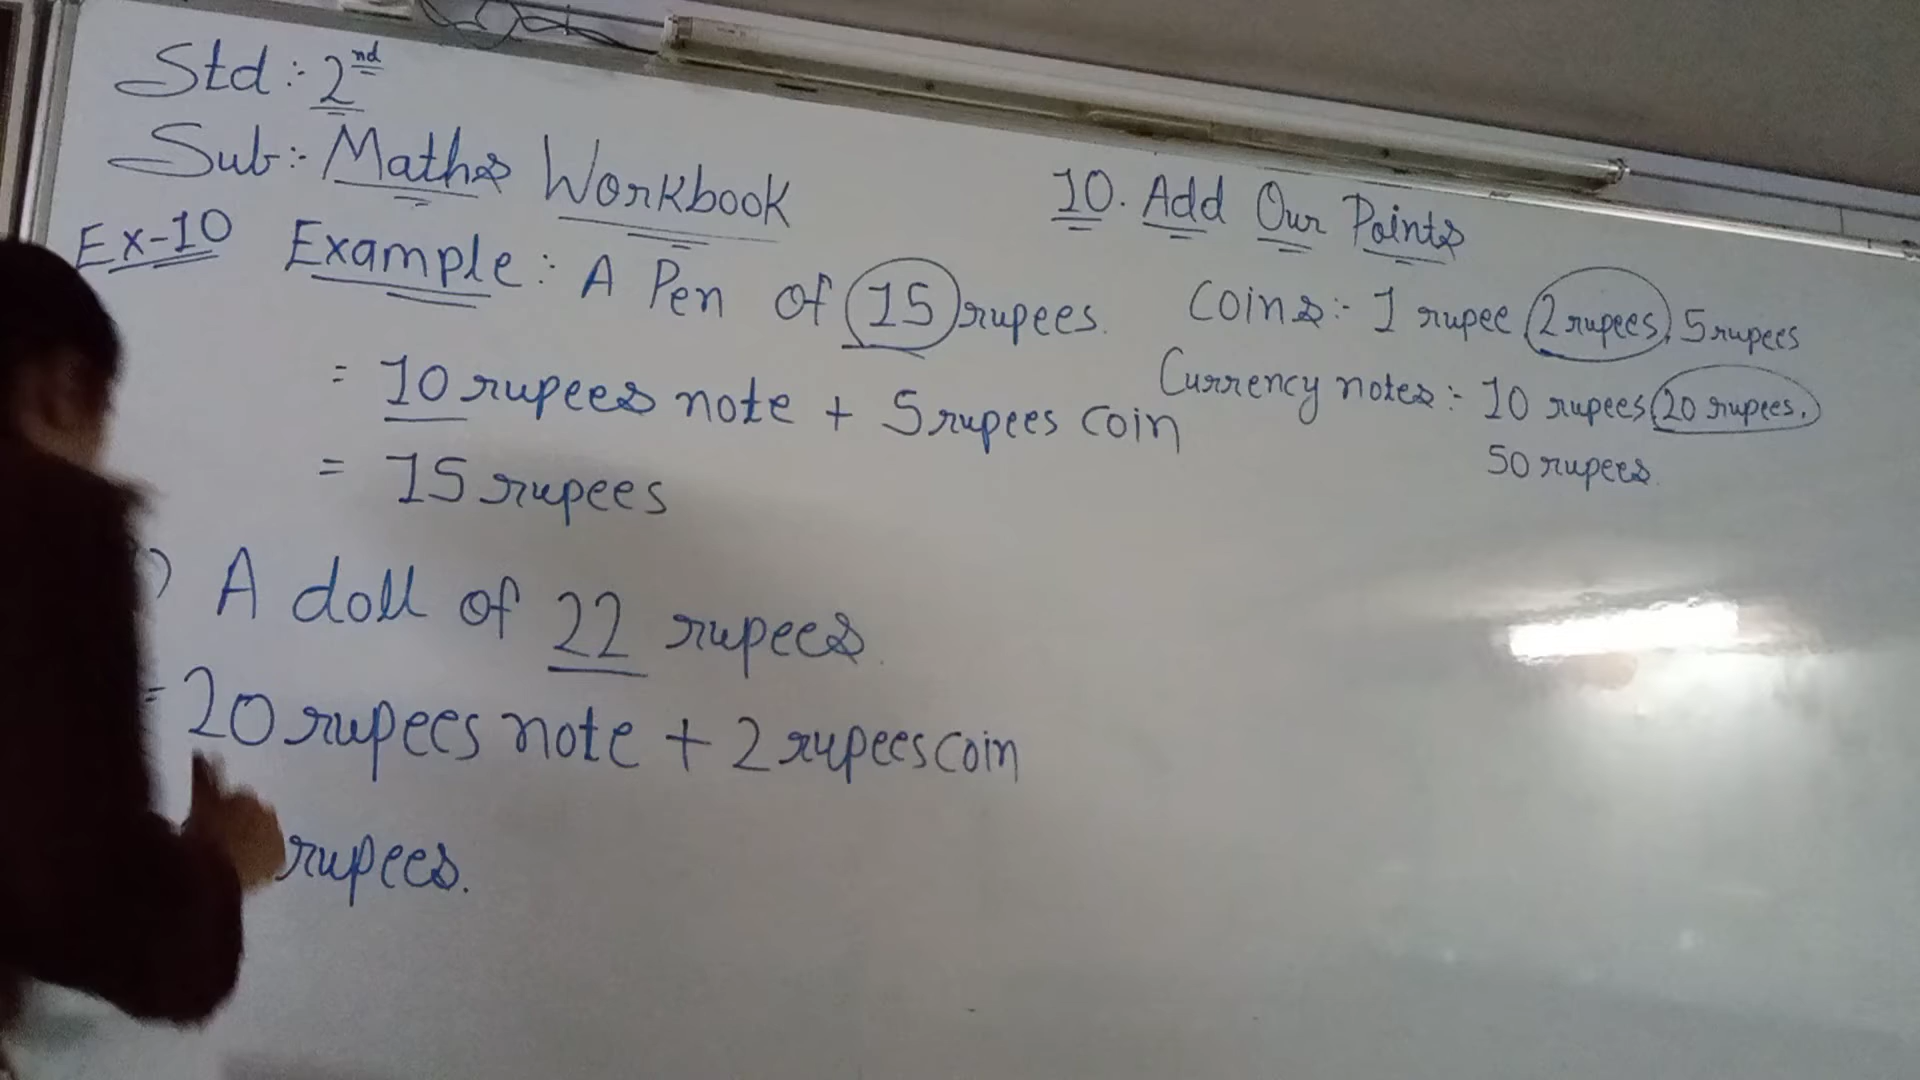 Std :- 2nd
Sub :- Maths Workbook
10. Add Our Points
Ex-10 Example : A Pen of 15 rupees.
= 10 rupees note + 5 rupees coin
= 15 rupees
Coins :- 1 rupee 2 rupees, 5 rupees
Currency notes :- 10 rupees 20 rupees,
50 rupees.
) A doll of 22 rupees.
= 20 rupees note + 2 rupees coin
rupees.